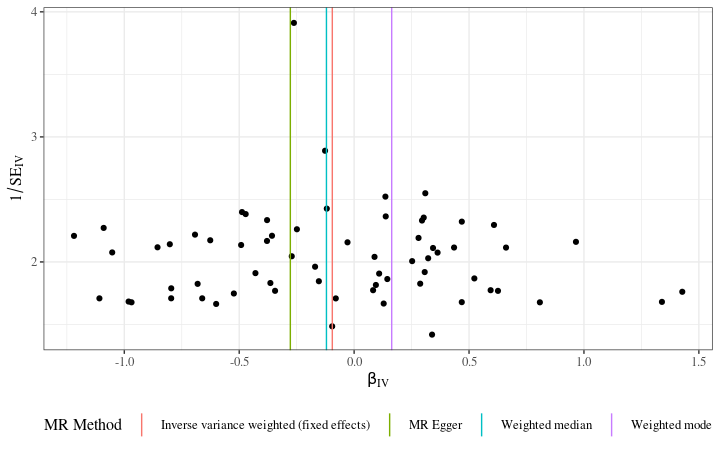 4
3
2
1/SE_IV
-1.0 -0.5 0.0 0.5 1.0 1.5
β_IV
MR Method Inverse variance weighted (fixed effects) MR Egger Weighted median Weighted mode